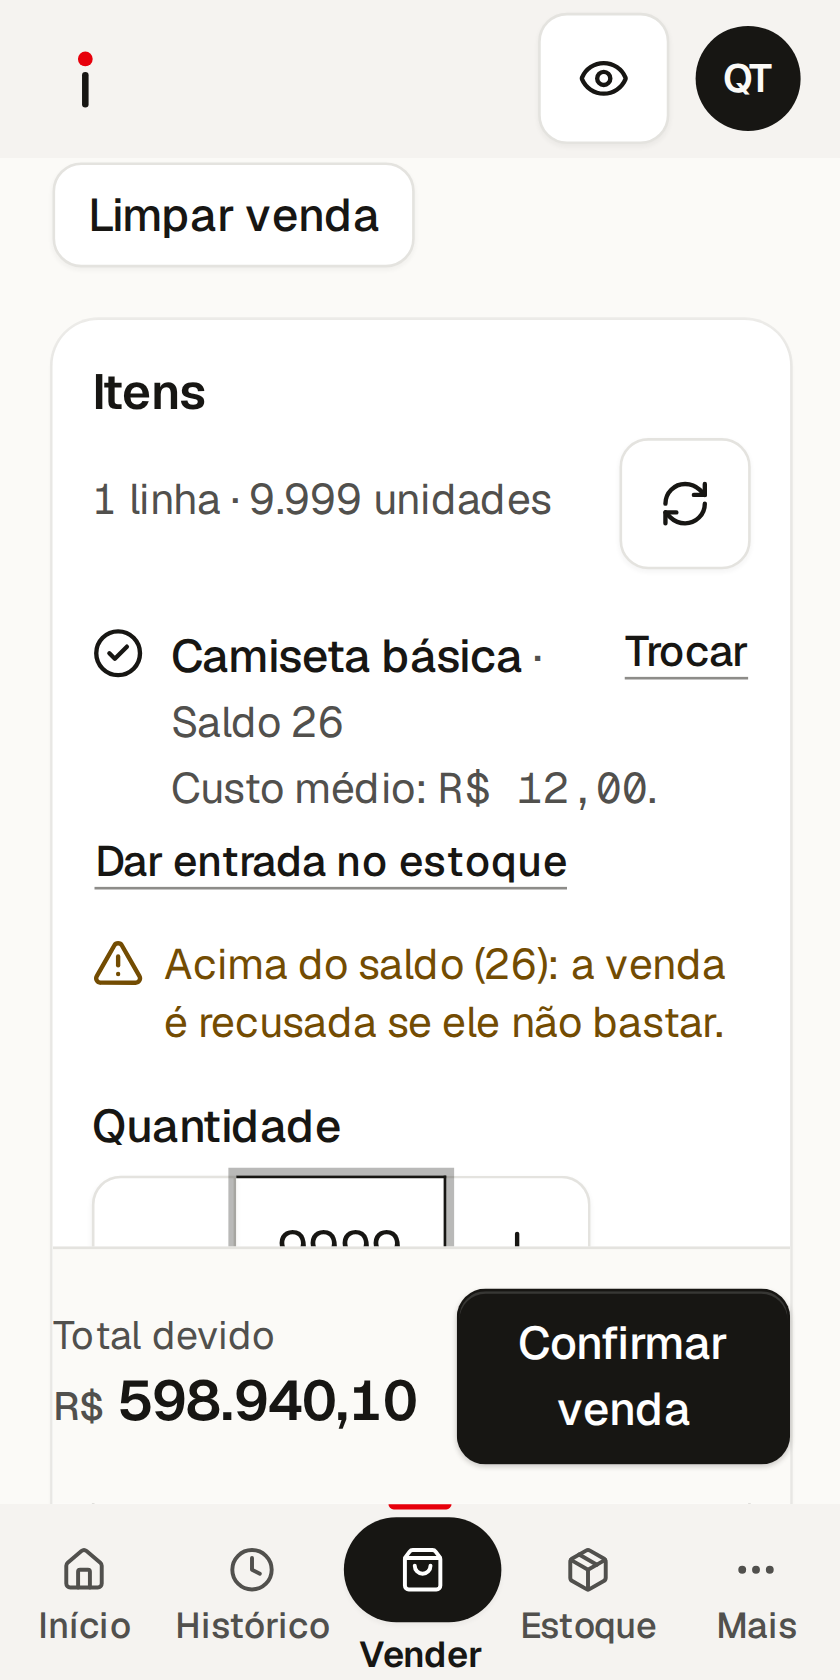 i
QT
Limpar venda
Itens
1 linha · 9.999 unidades
Camiseta básica ·
Trocar
Saldo 26
Custo médio: R$ 12,00.
Dar entrada no estoque
Acima do saldo (26): a venda
é recusada se ele não bastar.
Quantidade
9999
Total devido
R$ 598.940,10
Confirmar
venda
Início
Histórico
Vender
Estoque
Mais